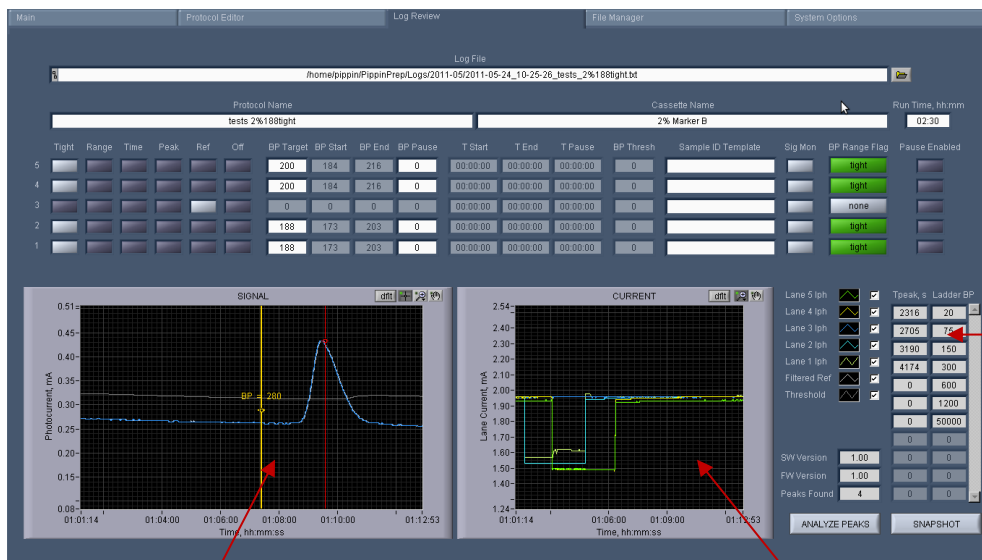 Main Protocol Editor Log Review File Manager System Options
Log File
/home/pippin/PippinPrep/Logs/2011-05/2011-05-24_10-25-26_tests_2%188tight.txt
Protocol Name Cassette Name Run Time, hh:mm
tests 2%188tight 2% Marker B 02:30
Tight Range Time Peak Ref Off BP Target BP Start BP End BP Pause T Start T End T Pause BP Thresh Sample ID Template Sig Mon BP Range Flag Pause Enabled
5 200 184 216 0 00:00:00 00:00:00 00:00:00 0 tight
4 200 184 216 0 00:00:00 00:00:00 00:00:00 0 tight
3 0 0 0 0 00:00:00 00:00:00 00:00:00 0 none
2 188 173 203 0 00:00:00 00:00:00 00:00:00 0 tight
1 188 173 203 0 00:00:00 00:00:00 00:00:00 0 tight
SIGNAL dflt
0.51
0.45
0.40
0.35
0.30
0.25
0.20
0.15
0.08
Photocurrent, mA
BP = 280
01:01:14 01:04:00 01:06:00 01:08:00 01:10:00 01:12:53
Time, hh:mm:ss
CURRENT dflt
2.54
2.40
2.30
2.20
2.10
2.00
1.90
1.80
1.70
1.60
1.50
1.40
1.24
Lane Current, mA
01:01:14 01:06:00 01:09:00 01:12:53
Time, hh:mm:ss
Lane 5 Iph
Lane 4 Iph
Lane 3 Iph
Lane 2 Iph
Lane 1 Iph
Filtered Ref
Threshold
Tpeak, s Ladder BP
2316 20
2705 75
3190 150
4174 300
0 600
0 1200
0 50000
0 0
0 0
0 0
0 0
SW Version 1.00
FW Version 1.00
Peaks Found 4
ANALYZE PEAKS SNAPSHOT